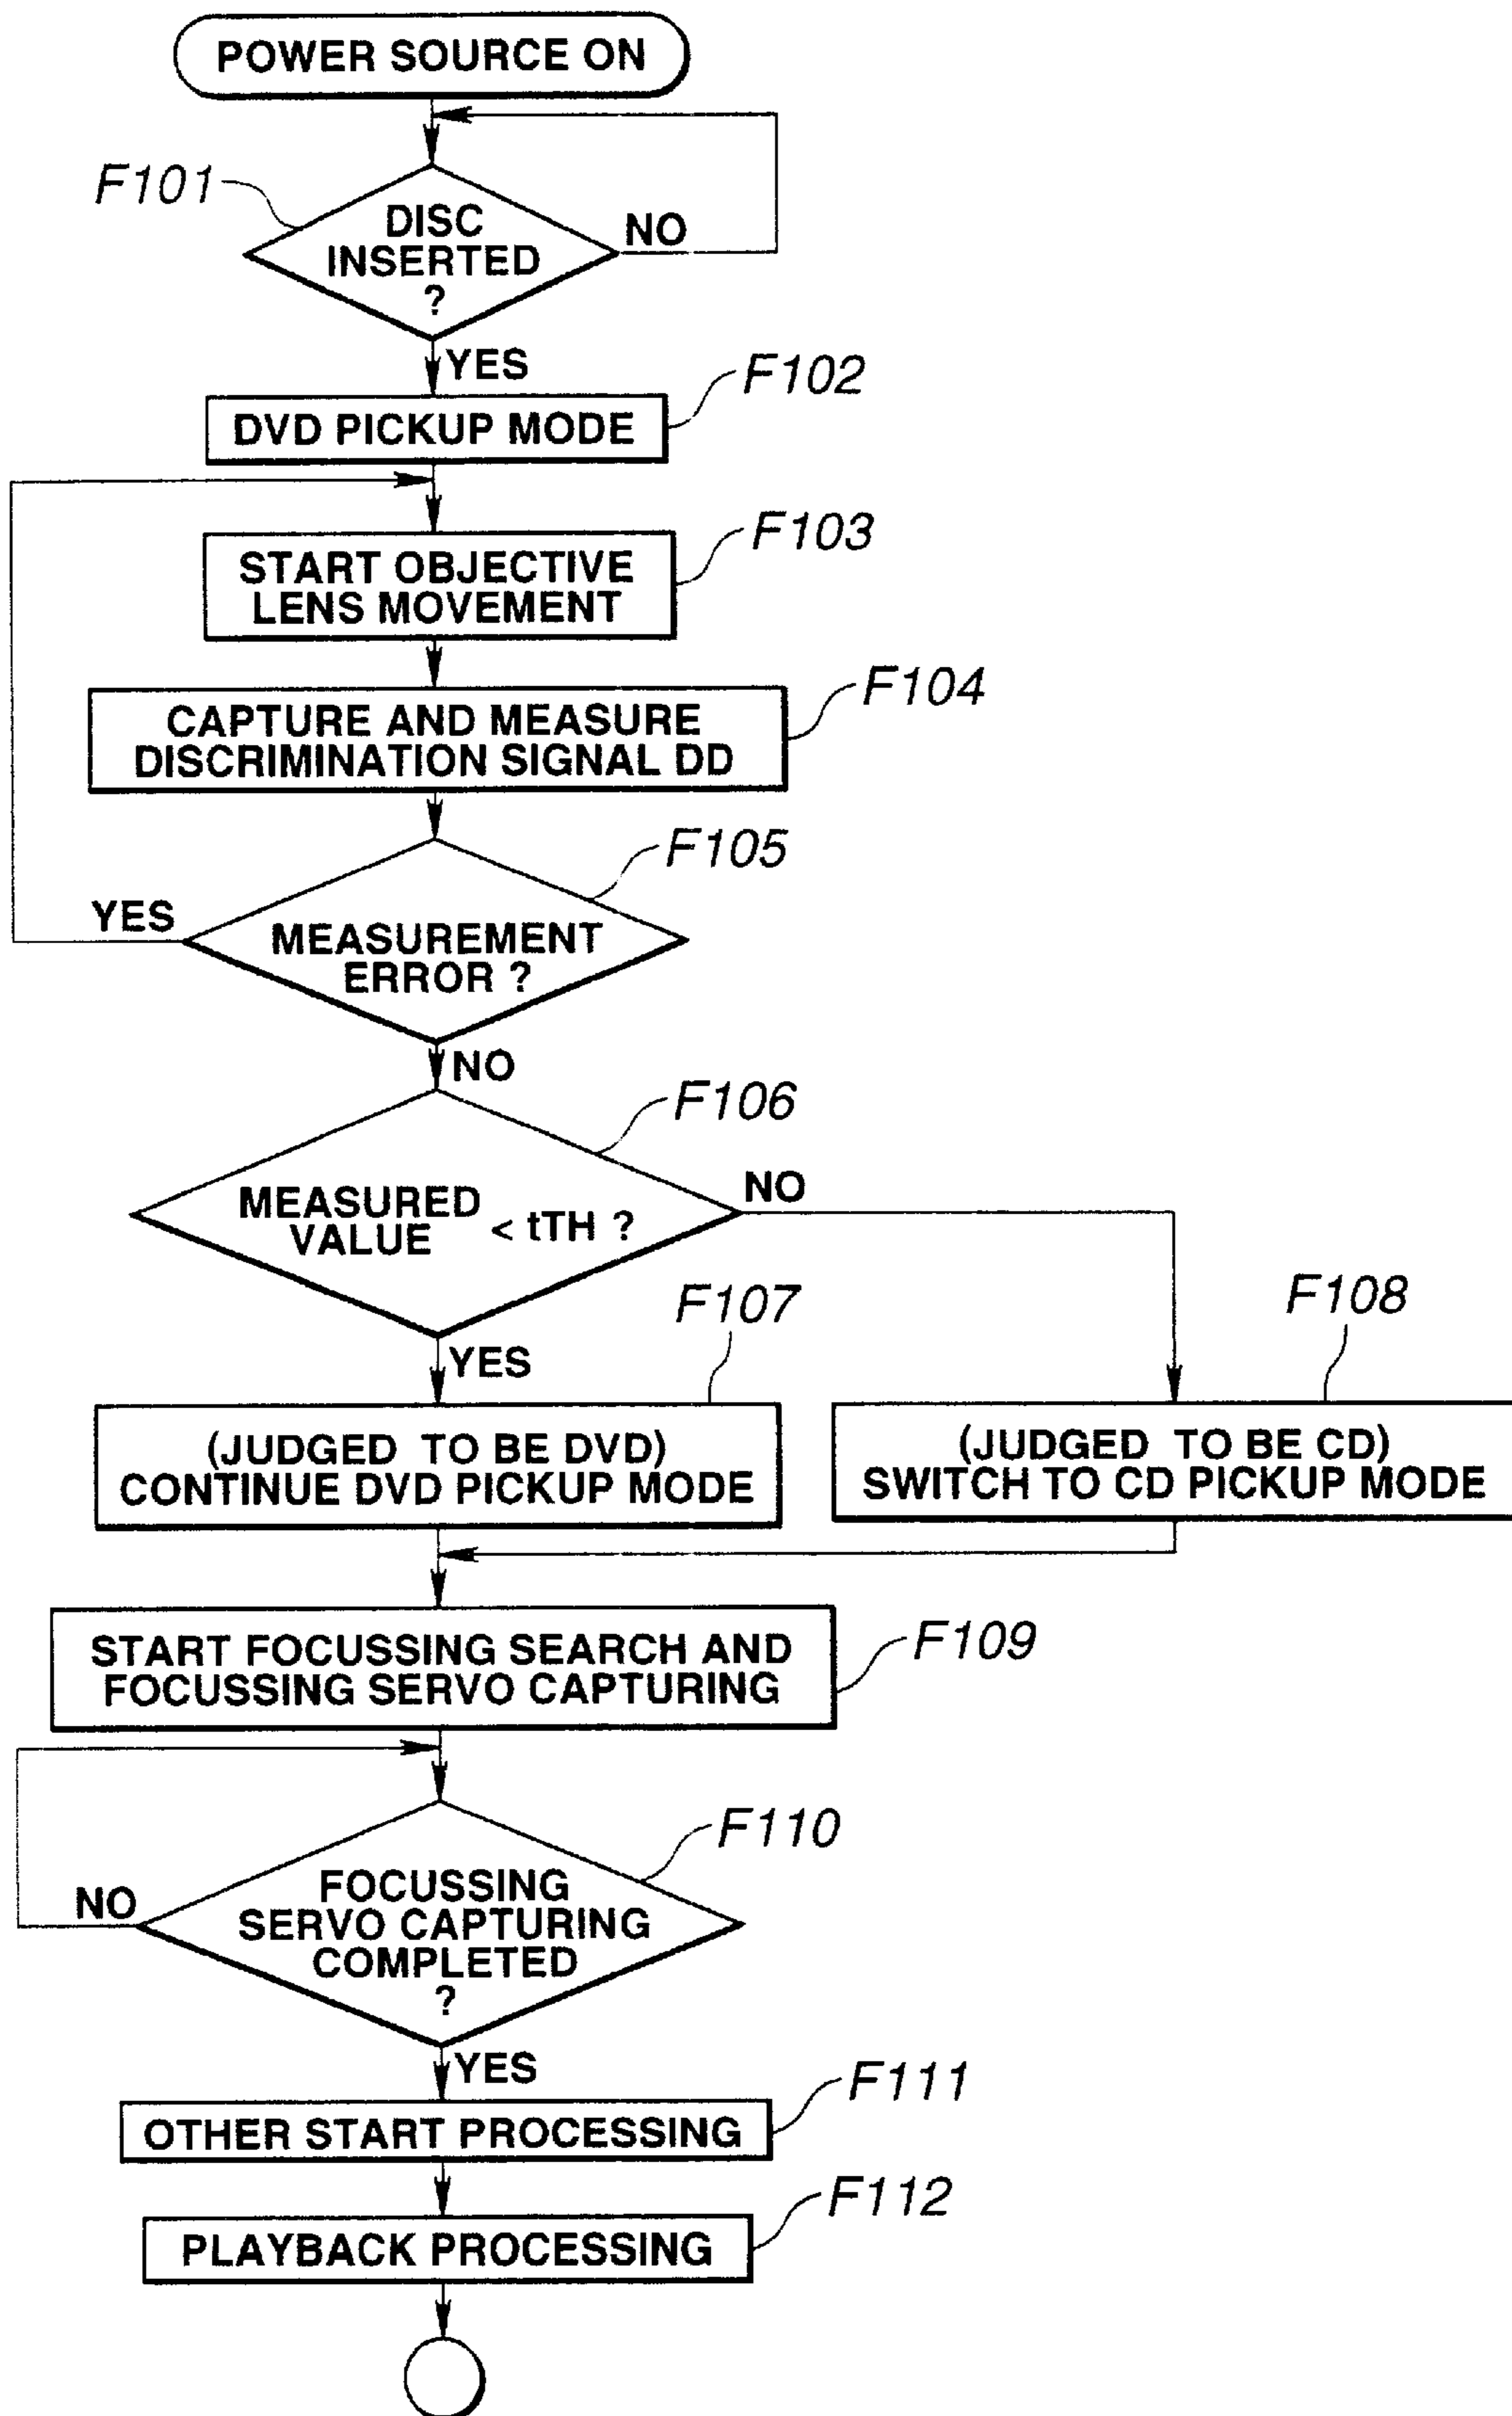 POWER SOURCE ON
F101
DISC
INSERTED
?
NO
YES
F102
DVD PICKUP MODE
F103
START OBJECTIVE
LENS MOVEMENT
F104
CAPTURE AND MEASURE
DISCRIMINATION SIGNAL DD
F105
YES
MEASUREMENT
ERROR ?
NO
F106
MEASURED
VALUE < tTH ?
NO
YES
F107
F108
(JUDGED TO BE DVD)
CONTINUE DVD PICKUP MODE
(JUDGED TO BE CD)
SWITCH TO CD PICKUP MODE
START FOCUSSING SEARCH AND
FOCUSSING SERVO CAPTURING
F109
F110
NO
FOCUSSING
SERVO CAPTURING
COMPLETED
?
YES
F111
OTHER START PROCESSING
F112
PLAYBACK PROCESSING